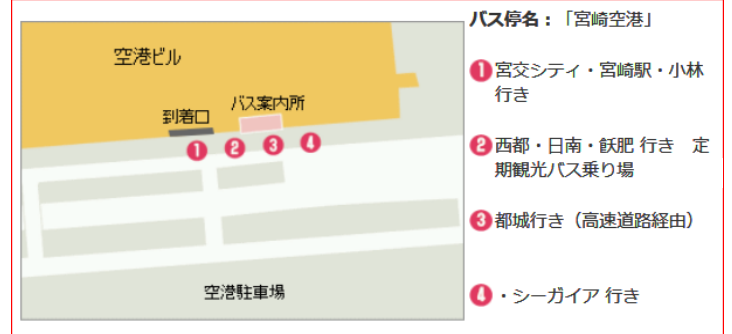 バス停名：「宮崎空港」
空港ビル
バス案内所
到着口
1 2 3 4
空港駐車場
1 宮交シティ・宮崎駅・小林
行き
2 西都・日南・飫肥 行き 定
期観光バス乗り場
3 都城行き（高速道路経由）
4 ・シーガイア 行き